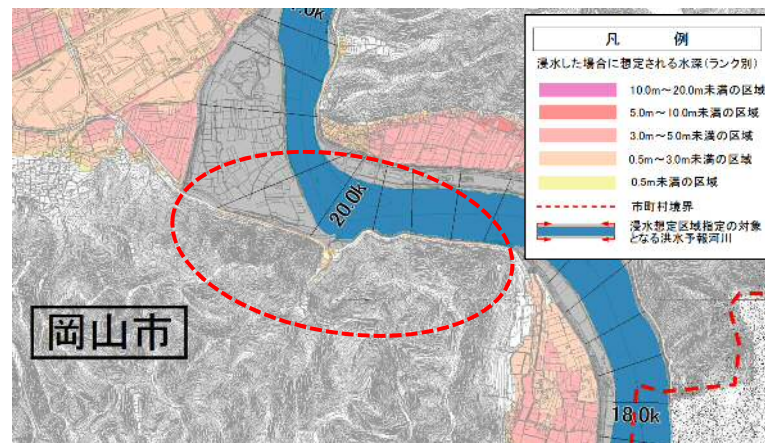 凡 例
浸水した場合に想定される水深(ランク別)
10.0m～20.0m未満の区域
5.0m～10.0m未満の区域
3.0m～5.0m未満の区域
0.5m～3.0m未満の区域
0.5m未満の区域
市町村境界
浸水想定区域指定の対象
となる洪水予報河川
20.0k
岡山市
18.0k